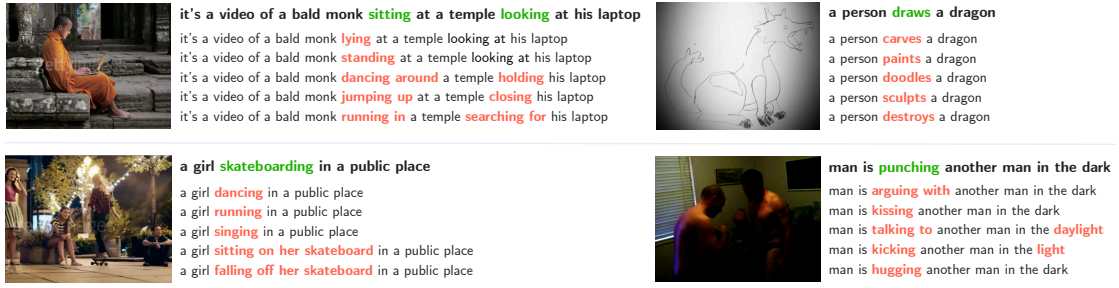 it's a video of a bald monk sitting at a temple looking at his laptop
it's a video of a bald monk lying at a temple looking at his laptop
it's a video of a bald monk standing at a temple looking at his laptop
it's a video of a bald monk dancing around a temple holding his laptop
it's a video of a bald monk jumping up at a temple closing his laptop
it's a video of a bald monk running in a temple searching for his laptop
a person draws a dragon
a person carves a dragon
a person paints a dragon
a person doodles a dragon
a person sculpts a dragon
a person destroys a dragon
a girl skateboarding in a public place
a girl dancing in a public place
a girl running in a public place
a girl singing in a public place
a girl sitting on her skateboard in a public place
a girl falling off her skateboard in a public place
man is punching another man in the dark
man is arguing with another man in the dark
man is kissing another man in the dark
man is talking to another man in the daylight
man is kicking another man in the light
man is hugging another man in the dark